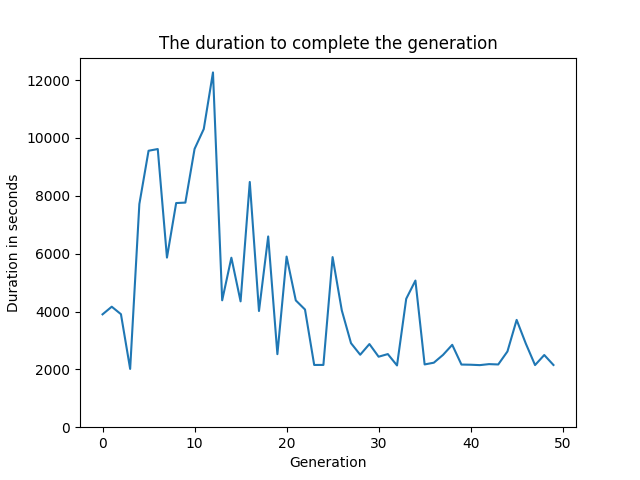 The duration to complete the generation
12000
10000
8000
6000
4000
2000
0
Duration in seconds
0 10 20 30 40 50
Generation